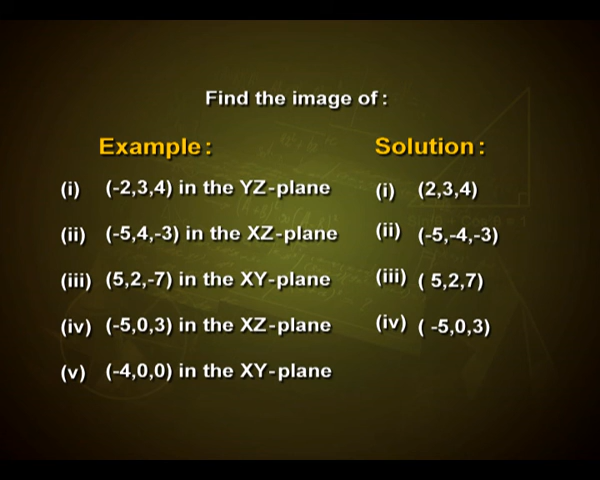 Find the image of :
Example : Solution :
(i) (-2,3,4) in the YZ-plane (i) (2,3,4)
(ii) (-5,4,-3) in the XZ-plane (ii) (-5,-4,-3)
(iii) (5,2,-7) in the XY-plane (iii) ( 5,2,7)
(iv) (-5,0,3) in the XZ-plane (iv) ( -5,0,3)
(v) (-4,0,0) in the XY-plane